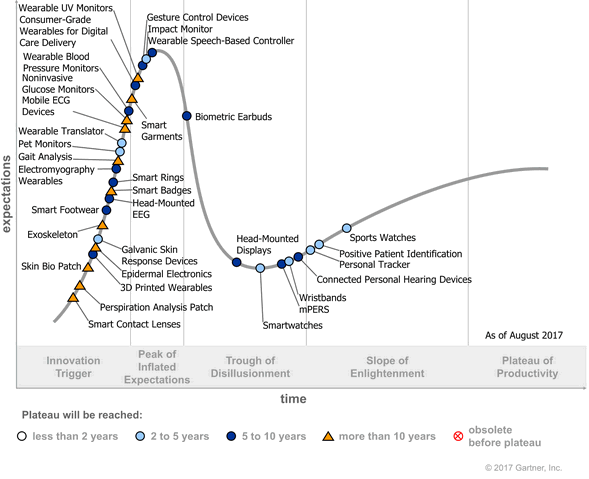 Wearable UV Monitors
Consumer-Grade
Wearables for Digital
Care Delivery
Wearable Blood
Pressure Monitors
Noninvasive
Glucose Monitors
Mobile ECG
Devices
Wearable Translator
Pet Monitors
Gait Analysis
Electromyography
Wearables
Smart Footwear
Exoskeleton
Skin Bio Patch
Gesture Control Devices
Impact Monitor
Wearable Speech-Based Controller
Smart
Garments
Smart Rings
Smart Badges
Head-Mounted
EEG
Galvanic Skin
Response Devices
Epidermal Electronics
3D Printed Wearables
Perspiration Analysis Patch
Smart Contact Lenses
Biometric Earbuds
Head-Mounted
Displays
Smartwatches
mPERS
Wristbands
Connected Personal Hearing Devices
Personal Tracker
Positive Patient Identification
Sports Watches
As of August 2017
expectations
Innovation
Trigger
Peak of
Inflated
Expectations
Trough of
Disillusionment
Slope of
Enlightenment
Plateau of
Productivity
time
Plateau will be reached:
less than 2 years
2 to 5 years
5 to 10 years
more than 10 years
obsolete
before plateau
© 2017 Gartner, Inc.